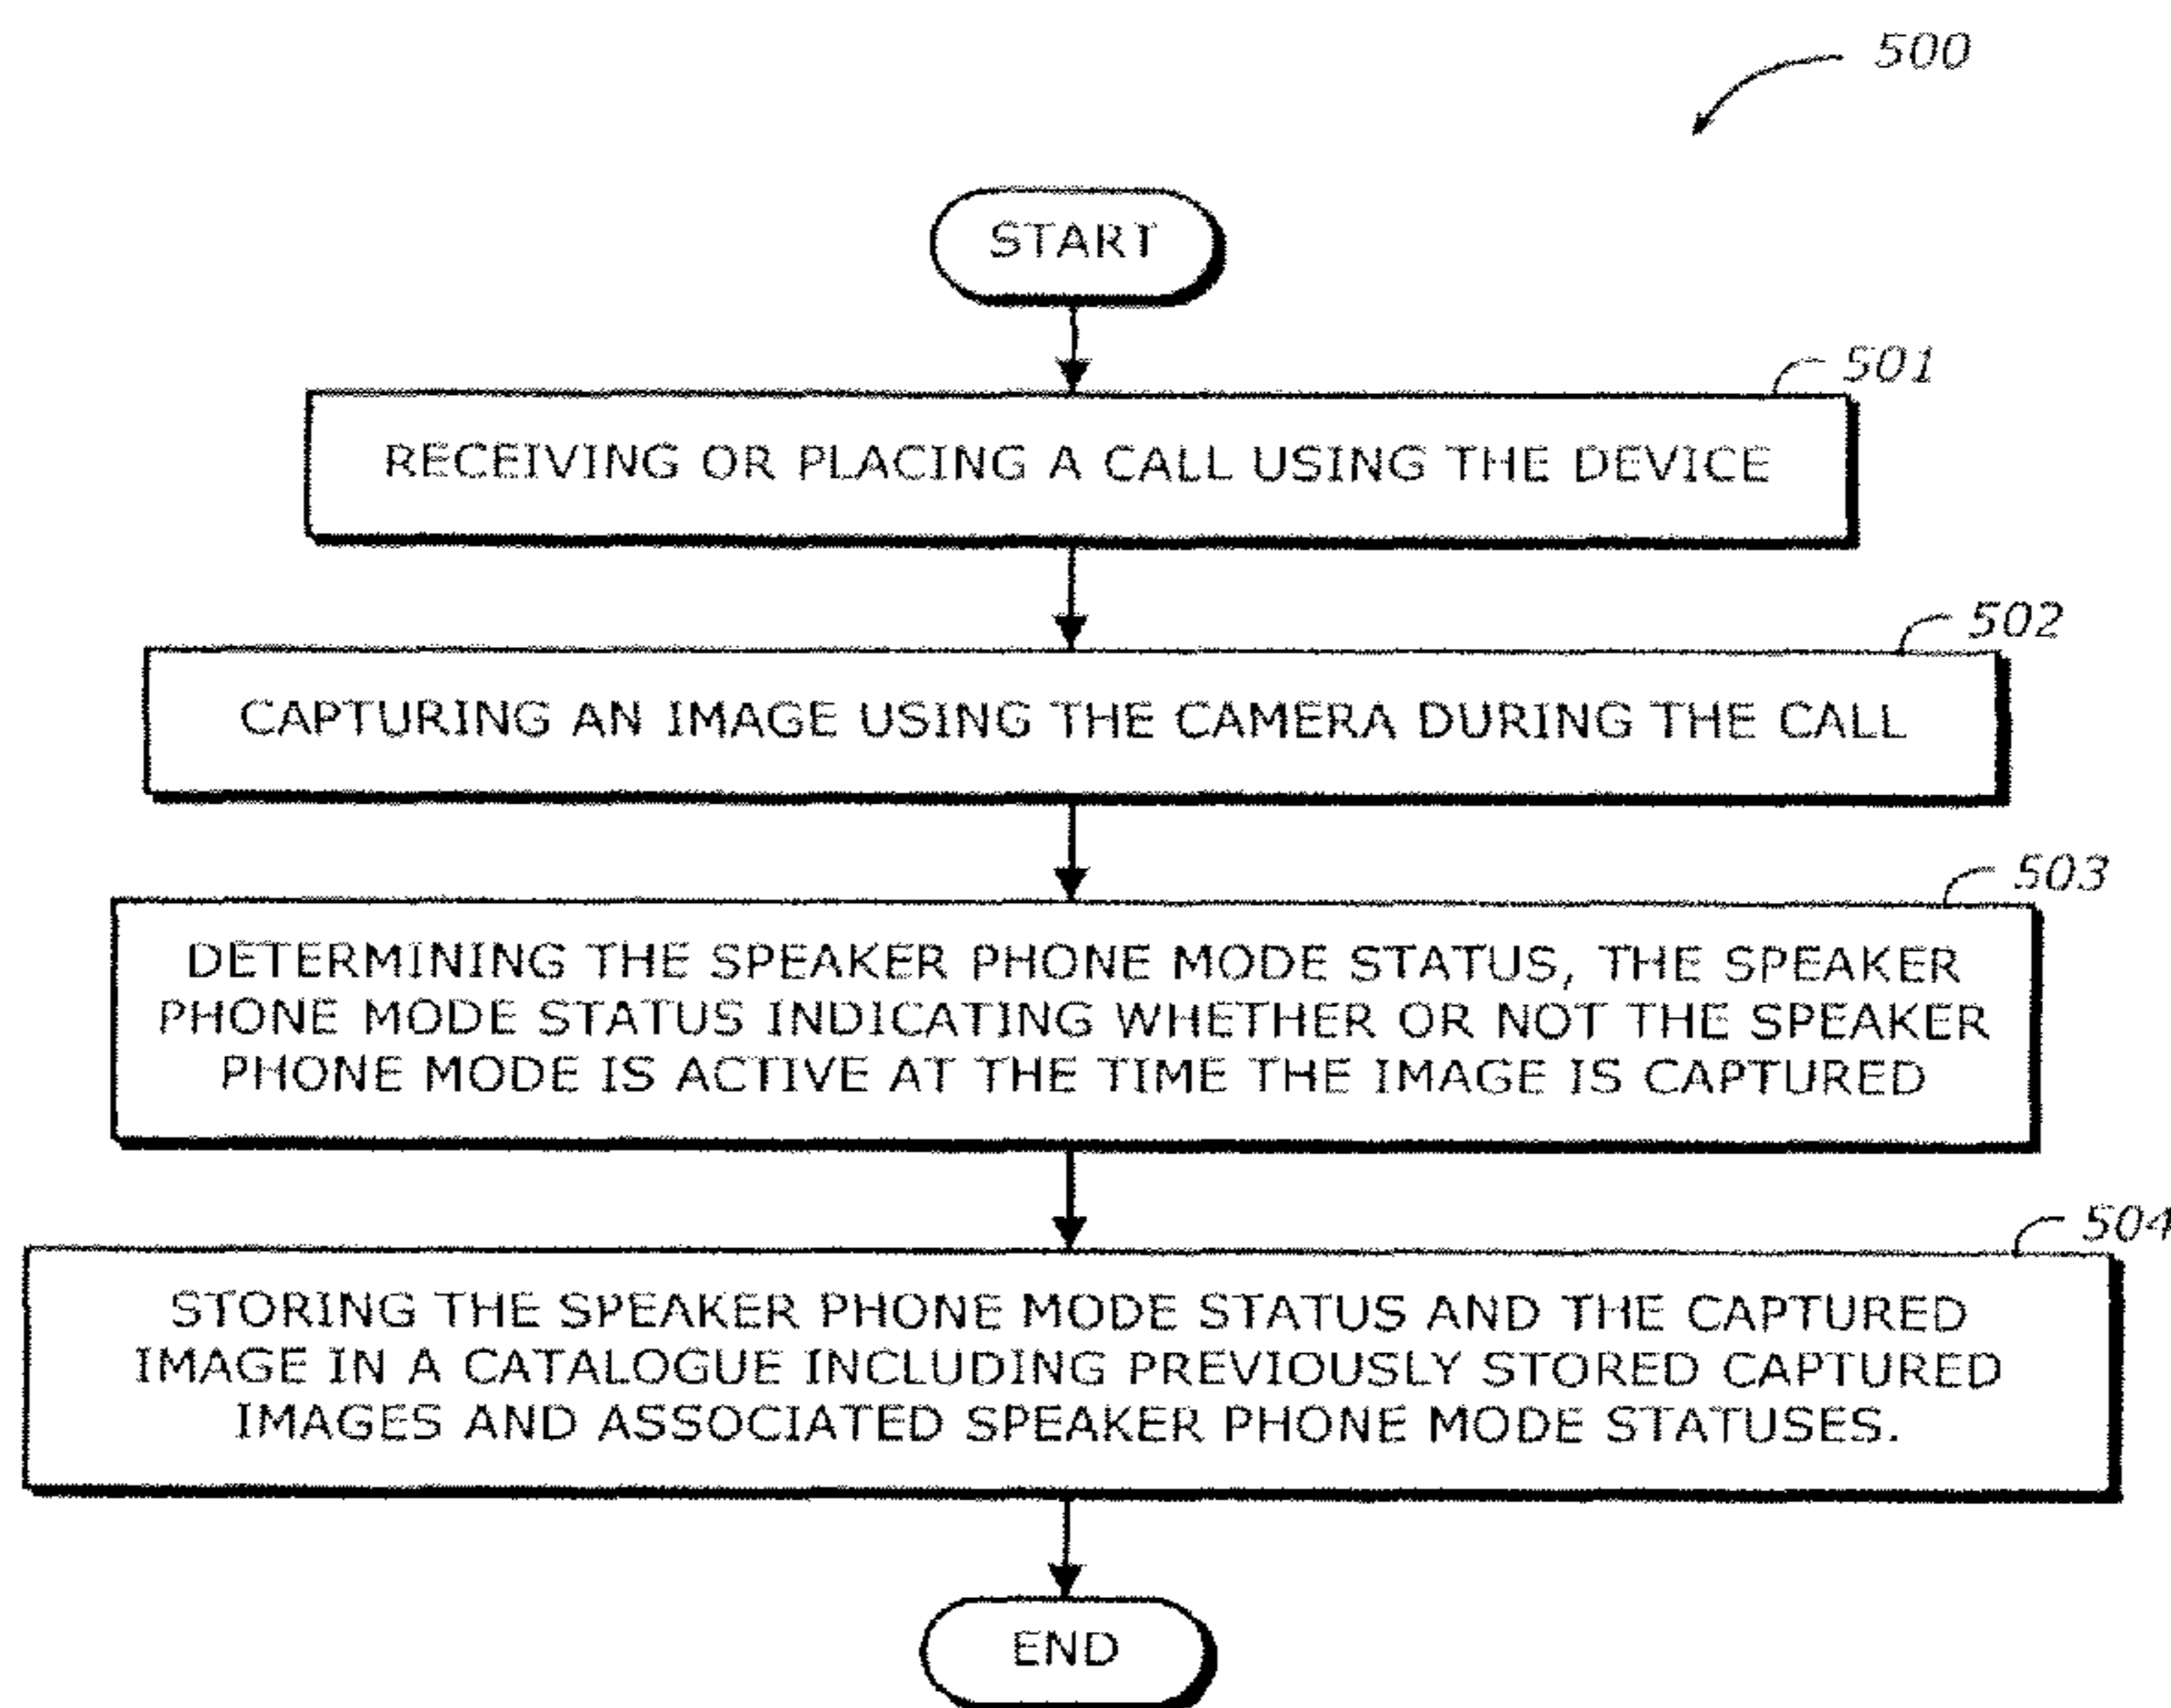 500
START
501
RECEIVING OR PLACING A CALL USING THE DEVICE
502
CAPTURING AN IMAGE USING THE CAMERA DURING THE CALL
503
DETERMINING THE SPEAKER PHONE MODE STATUS, THE SPEAKER
PHONE MODE STATUS INDICATING WHETHER OR NOT THE SPEAKER
PHONE MODE IS ACTIVE AT THE TIME THE IMAGE IS CAPTURED
504
STORING THE SPEAKER PHONE MODE STATUS AND THE CAPTURED
IMAGE IN A CATALOGUE INCLUDING PREVIOUSLY STORED CAPTURED
IMAGES AND ASSOCIATED SPEAKER PHONE MODE STATUSES.
END